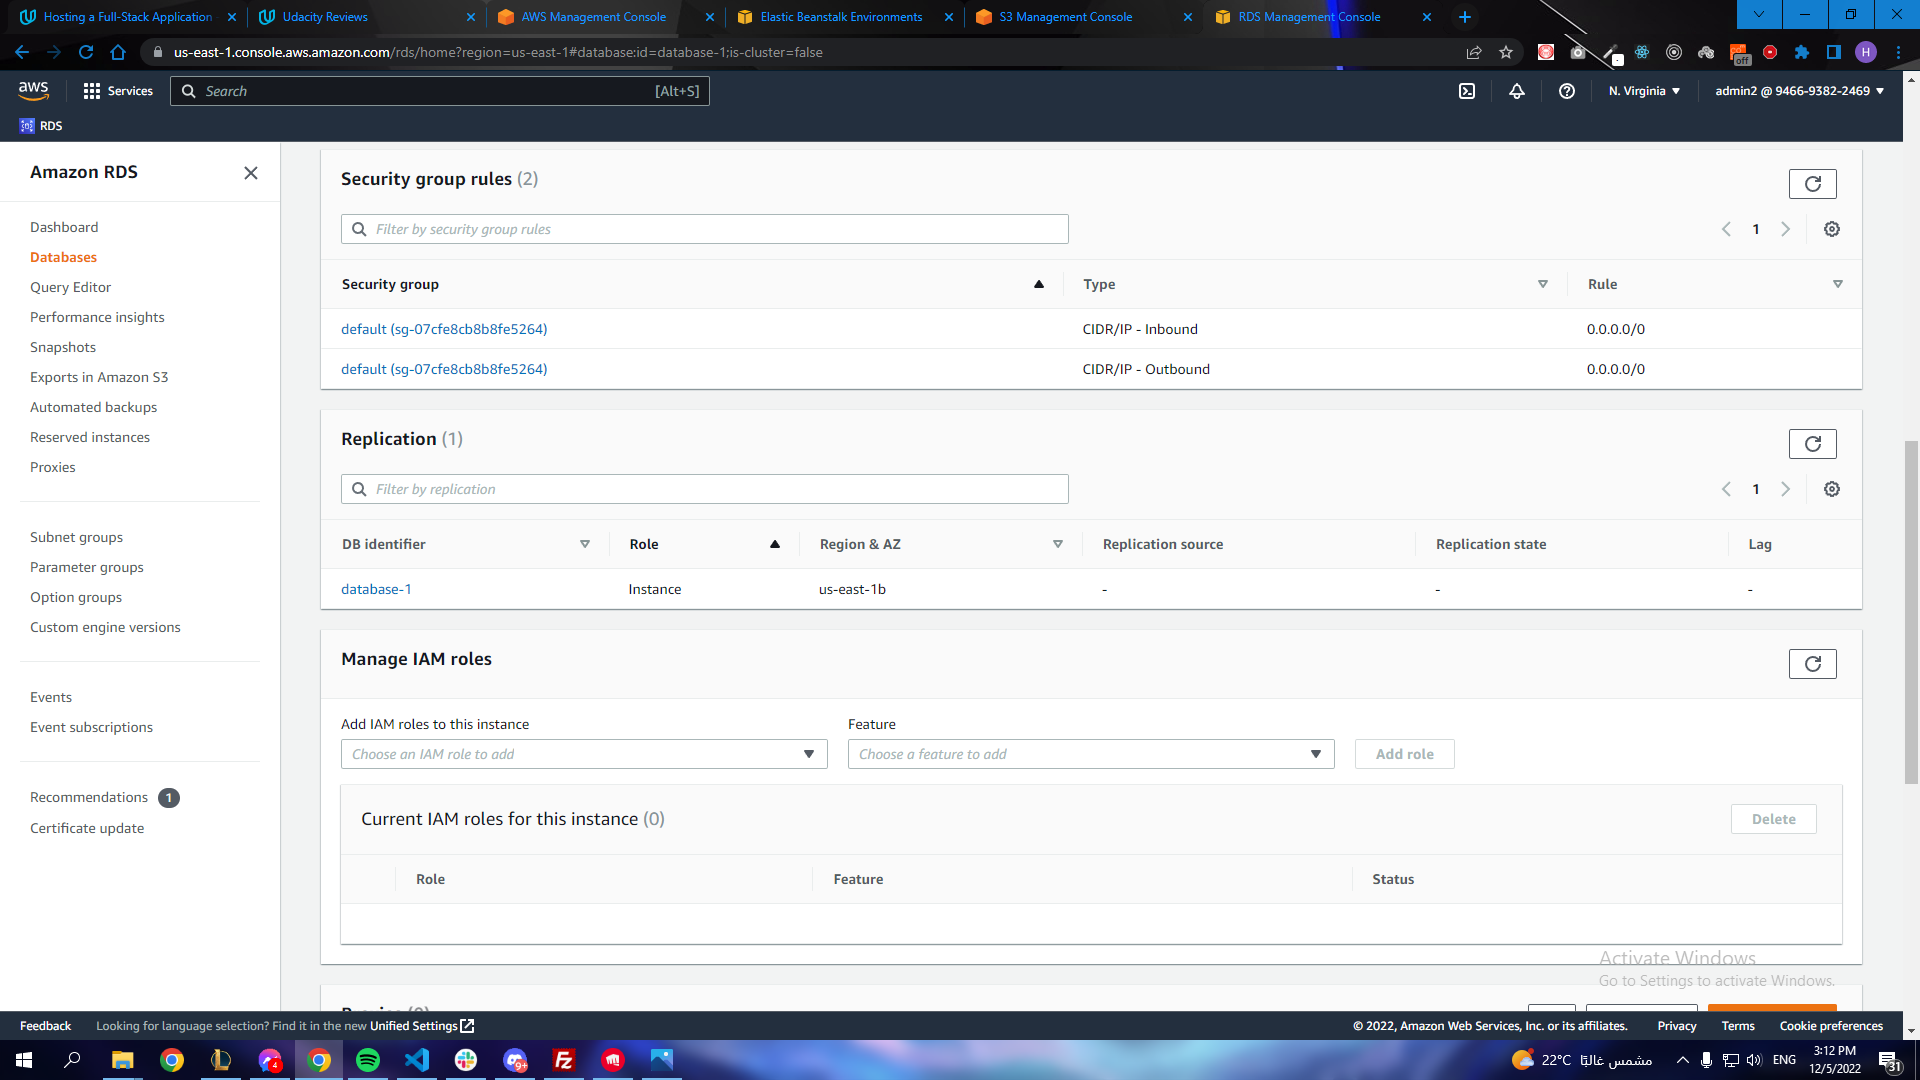 Hosting a Full-Stack Application
Udacity Reviews
AWS Management Console
Elastic Beanstalk Environments
S3 Management Console
RDS Management Console
us-east-1.console.aws.amazon.com/rds/home?region=us-east-1#database:id=database-1;is-cluster=false
off
H
aws
Services
Search
[Alt+S]
N. Virginia
admin2 @ 9466-9382-2469
RDS
Amazon RDS
Dashboard
Databases
Query Editor
Performance insights
Snapshots
Exports in Amazon S3
Automated backups
Reserved instances
Proxies
Subnet groups
Parameter groups
Option groups
Custom engine versions
Events
Event subscriptions
Recommendations 1
Certificate update
Security group rules (2)
Filter by security group rules
1
Security group Type Rule
default (sg-07cfe8cb8b8fe5264) CIDR/IP - Inbound 0.0.0.0/0
default (sg-07cfe8cb8b8fe5264) CIDR/IP - Outbound 0.0.0.0/0
Replication (1)
Filter by replication
1
DB identifier Role Region & AZ Replication source Replication state Lag
database-1 Instance us-east-1b - - -
Manage IAM roles
Add IAM roles to this instance
Feature
Choose an IAM role to add
Choose a feature to add
Add role
Current IAM roles for this instance (0)
Delete
Role Feature Status
Activate Windows
Go to Settings to activate Windows.
Feedback
Looking for language selection? Find it in the new Unified Settings
© 2022, Amazon Web Services, Inc. or its affiliates.
Privacy
Terms
Cookie preferences
4
9+
22°C مشمس غالبًا
ENG
3:12 PM
12/5/2022
31